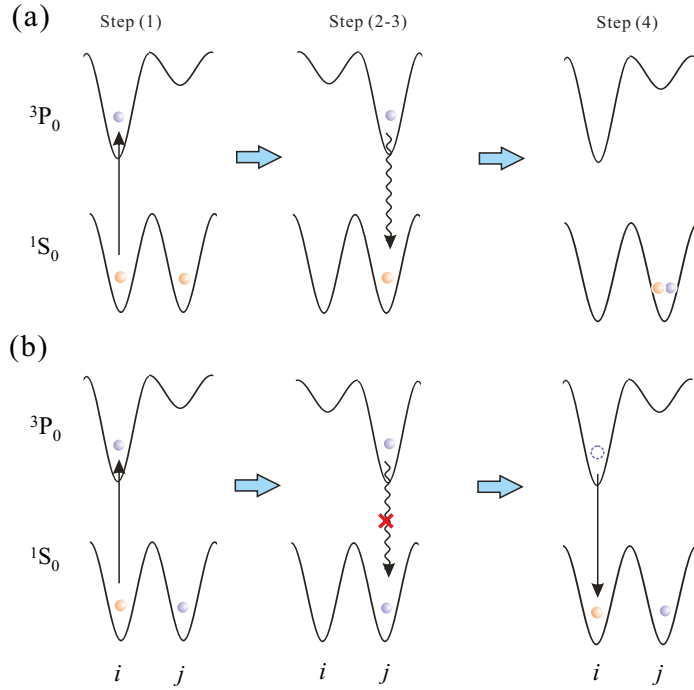 (a)
Step (1) Step (2-3) Step (4)
³P₀
¹S₀
(b)
³P₀
¹S₀
i j i j i j